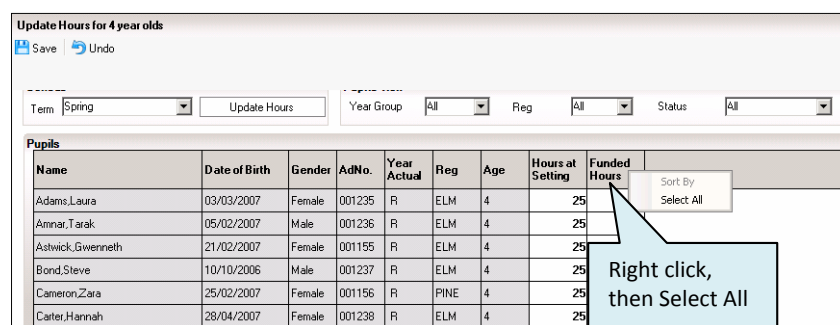 Update Hours for 4 year olds
Save Undo
Term Spring Update Hours Year Group All Reg All Status All
Pupils
Name Date of Birth Gender AdNo. Year Actual Reg Age Hours at Setting Funded Hours
Sort By
Select All
Adams,Laura 03/03/2007 Female 001235 R ELM 4 25
Amnar,Tarak 05/02/2007 Male 001236 R ELM 4 25
Astwick,Gwenneth 21/02/2007 Female 001155 R ELM 4 25
Bond,Steve 10/10/2006 Male 001237 R ELM 4 25
Cameron,Zara 25/02/2007 Female 001156 R PINE 4 25
Carter,Hannah 28/04/2007 Female 001238 R ELM 4 25
Right click,
then Select All